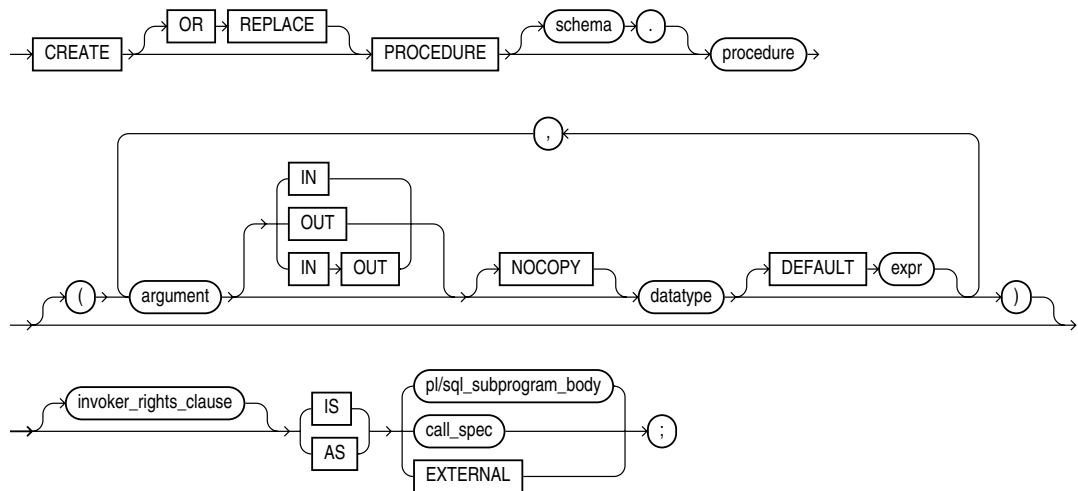 OR REPLACE schema .
CREATE PROCEDURE procedure
,
IN
OUT
IN OUT NOCOPY DEFAULT expr
( argument datatype )
invoker_rights_clause IS pl/sql_subprogram_body
AS call_spec ;
EXTERNAL